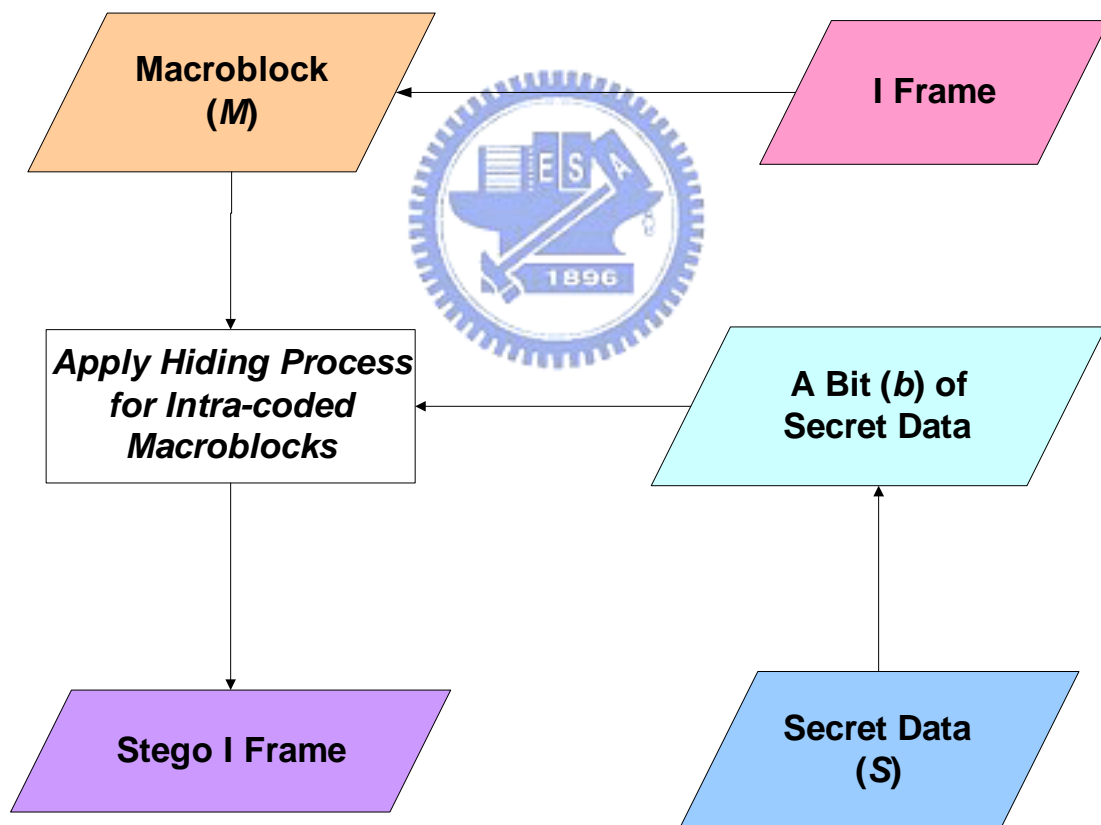 Macroblock
(M)
I Frame
E S A
1896
Apply Hiding Process
for Intra-coded
Macroblocks
A Bit (b) of
Secret Data
Stego I Frame
Secret Data
(S)